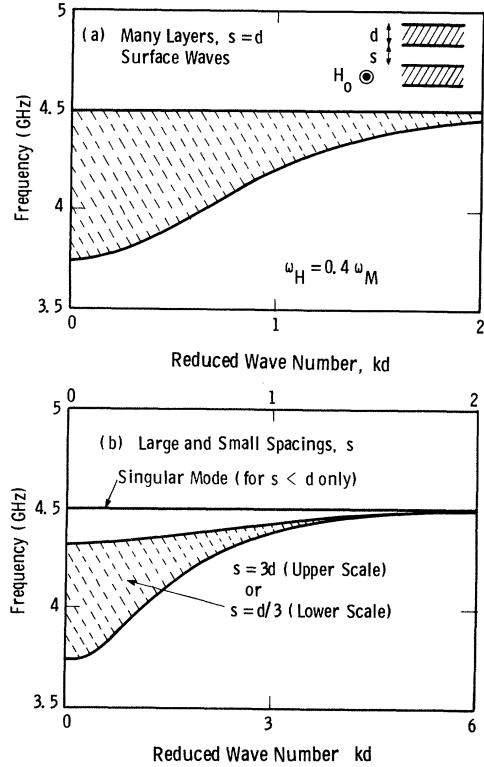 5
(a) Many Layers, s=d
Surface Waves
d
s
H₀
4.5
4
3.5
Frequency (GHz)
ω_H = 0.4 ω_M
0 1 2
Reduced Wave Number, kd
0 1 2
5
(b) Large and Small Spacings, s
Singular Mode (for s < d only)
4.5
4
3.5
Frequency (GHz)
s = 3d (Upper Scale)
or
s = d/3 (Lower Scale)
0 3 6
Reduced Wave Number kd